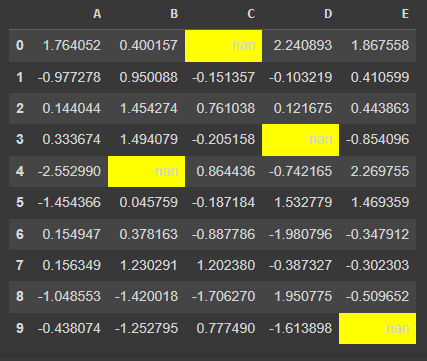 A B C D E
0 1.764052 0.400157 nan 2.240893 1.867558
1 -0.977278 0.950088 -0.151357 -0.103219 0.410599
2 0.144044 1.454274 0.761038 0.121675 0.443863
3 0.333674 1.494079 -0.205158 nan -0.854096
4 -2.552990 nan 0.864436 -0.742165 2.269755
5 -1.454366 0.045759 -0.187184 1.532779 1.469359
6 0.154947 0.378163 -0.887786 -1.980796 -0.347912
7 0.156349 1.230291 1.202380 -0.387327 -0.302303
8 -1.048553 -1.420018 -1.706270 1.950775 -0.509652
9 -0.438074 -1.252795 0.777490 -1.613898 nan